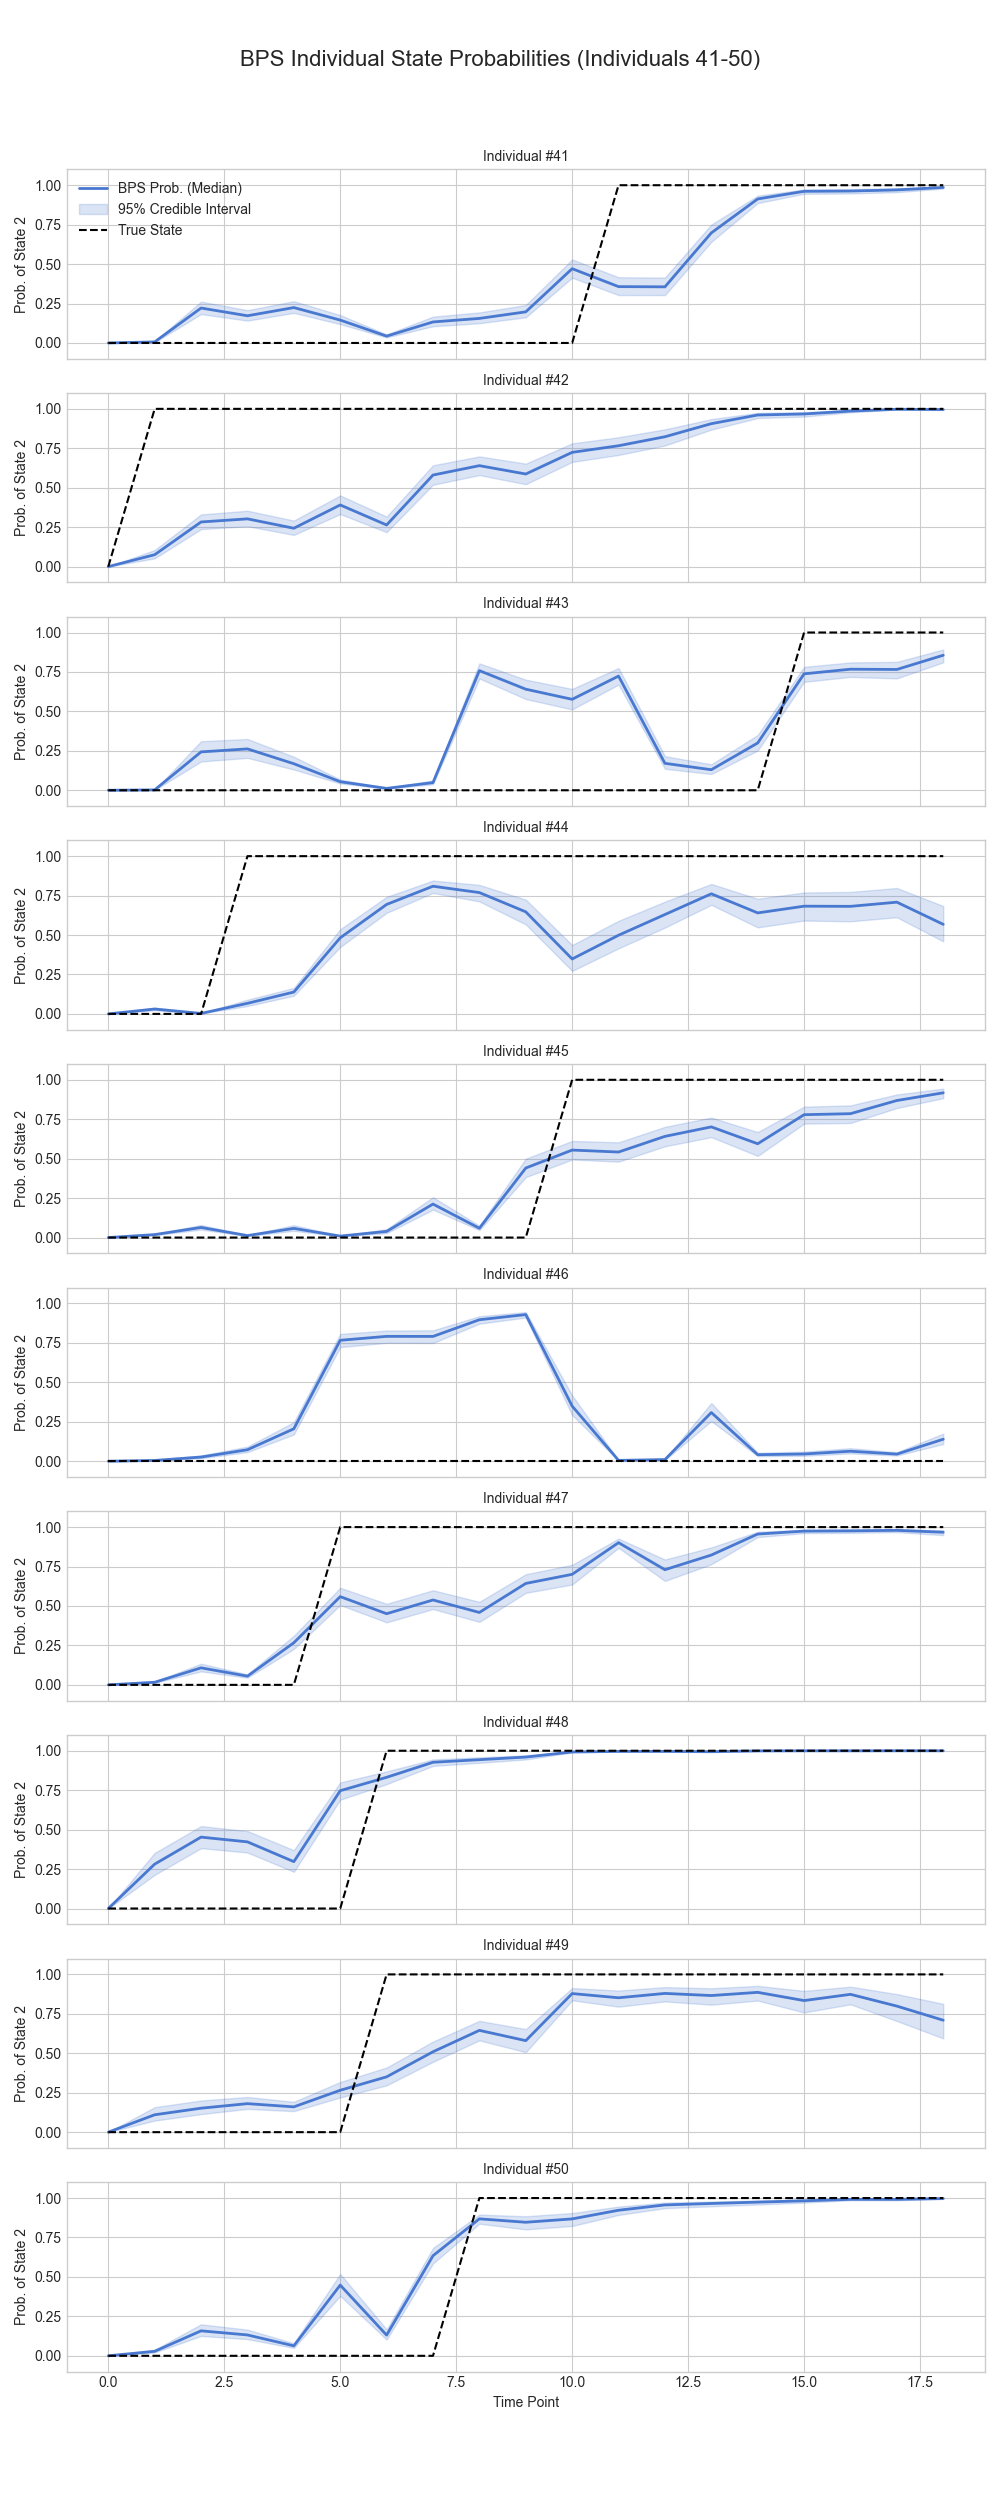 BPS Individual State Probabilities (Individuals 41-50)
Individual #41
1.00
0.75
0.50
0.25
0.00
Prob. of State 2
BPS Prob. (Median)
95% Credible Interval
True State
Individual #42
1.00
0.75
0.50
0.25
0.00
Prob. of State 2
Individual #43
1.00
0.75
0.50
0.25
0.00
Prob. of State 2
Individual #44
1.00
0.75
0.50
0.25
0.00
Prob. of State 2
Individual #45
1.00
0.75
0.50
0.25
0.00
Prob. of State 2
Individual #46
1.00
0.75
0.50
0.25
0.00
Prob. of State 2
Individual #47
1.00
0.75
0.50
0.25
0.00
Prob. of State 2
Individual #48
1.00
0.75
0.50
0.25
0.00
Prob. of State 2
Individual #49
1.00
0.75
0.50
0.25
0.00
Prob. of State 2
Individual #50
1.00
0.75
0.50
0.25
0.00
Prob. of State 2
0.0 2.5 5.0 7.5 10.0 12.5 15.0 17.5
Time Point